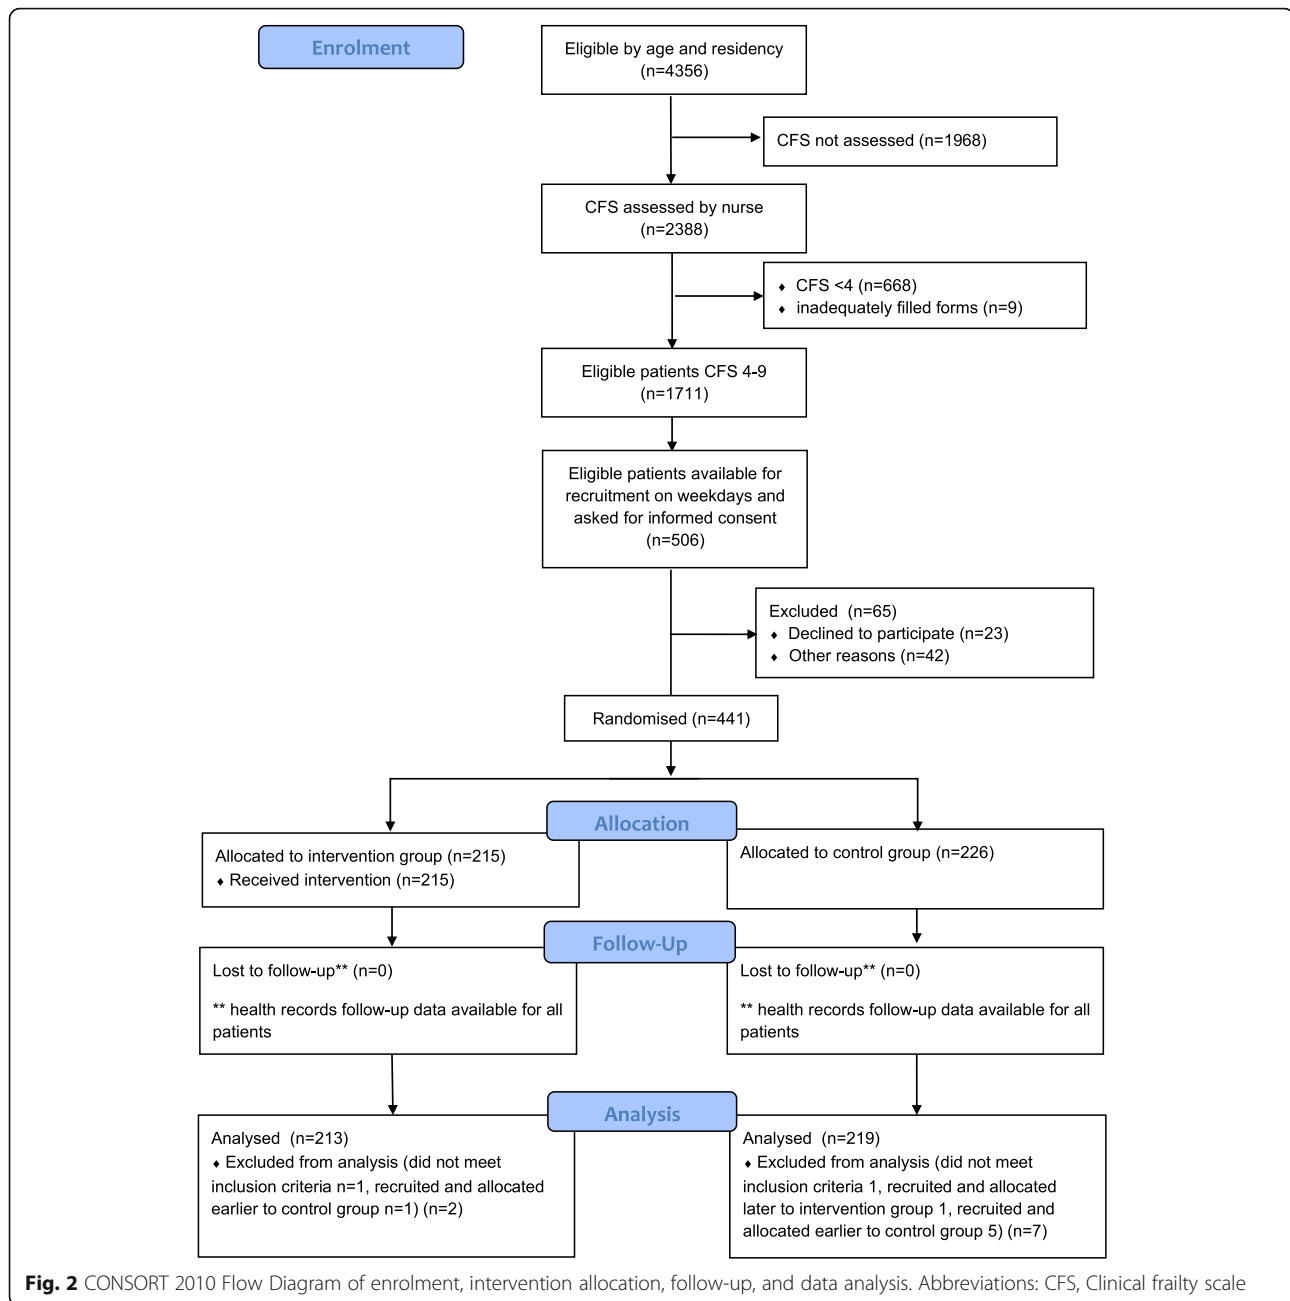 Enrolment
Eligible by age and residency
(n=4356)
CFS not assessed (n=1968)
CFS assessed by nurse
(n=2388)
♦ CFS <4 (n=668)
♦ inadequately filled forms (n=9)
Eligible patients CFS 4-9
(n=1711)
Eligible patients available for
recruitment on weekdays and
asked for informed consent
(n=506)
Excluded (n=65)
♦ Declined to participate (n=23)
♦ Other reasons (n=42)
Randomised (n=441)
Allocation
Allocated to intervention group (n=215)
♦ Received intervention (n=215)
Allocated to control group (n=226)
Follow-Up
Lost to follow-up** (n=0)
** health records follow-up data available for all
patients
Lost to follow-up** (n=0)
** health records follow-up data available for all
patients
Analysis
Analysed (n=213)
♦ Excluded from analysis (did not meet
inclusion criteria n=1, recruited and allocated
earlier to control group n=1) (n=2)
Analysed (n=219)
♦ Excluded from analysis (did not meet
inclusion criteria 1, recruited and allocated
later to intervention group 1, recruited and
allocated earlier to control group 5) (n=7)
Fig. 2 CONSORT 2010 Flow Diagram of enrolment, intervention allocation, follow-up, and data analysis. Abbreviations: CFS, Clinical frailty scale